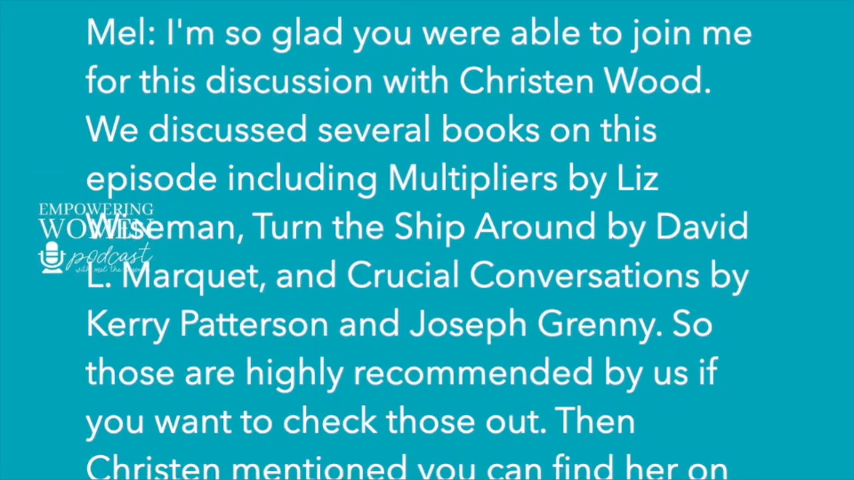 Mel: I'm so glad you were able to join me
for this discussion with Christen Wood.
We discussed several books on this
episode including Multipliers by Liz
EMPOWERING
WOMEN
Wiseman, Turn the Ship Around by David
podcast
L. Marquet, and Crucial Conversations by
Kerry Patterson and Joseph Grenny. So
those are highly recommended by us if
you want to check those out. Then
Christen mentioned you can find her on